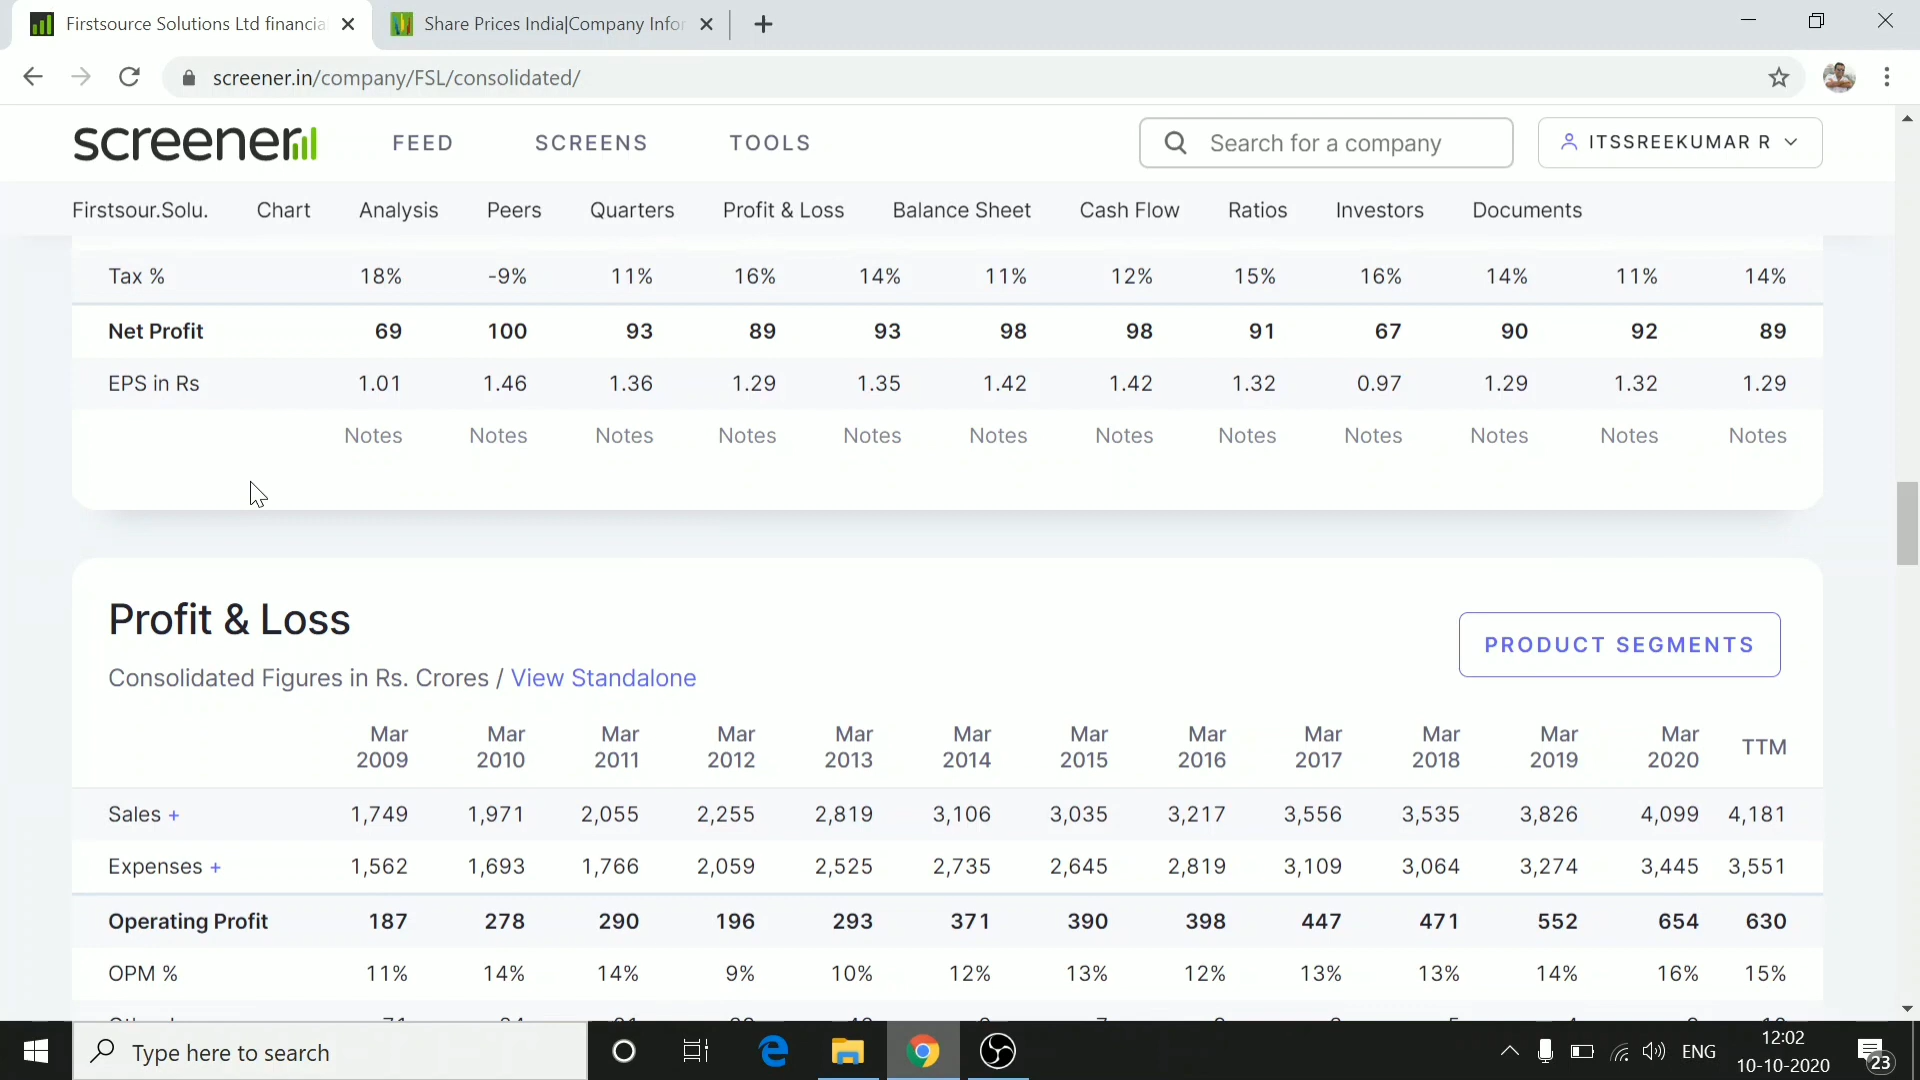 Firstsource Solutions Ltd financia
Share Prices India|Company Infor
screener.in/company/FSL/consolidated/
screener
FEED
SCREENS
TOOLS
Search for a company
ITSSREEKUMAR R
Firstsour.Solu. Chart Analysis Peers Quarters Profit & Loss Balance Sheet Cash Flow Ratios Investors Documents
Tax % 18% -9% 11% 16% 14% 11% 12% 15% 16% 14% 11% 14%
Net Profit 69 100 93 89 93 98 98 91 67 90 92 89
EPS in Rs 1.01 1.46 1.36 1.29 1.35 1.42 1.42 1.32 0.97 1.29 1.32 1.29
Notes Notes Notes Notes Notes Notes Notes Notes Notes Notes Notes Notes
Profit & Loss
PRODUCT SEGMENTS
Consolidated Figures in Rs. Crores / View Standalone
Mar Mar Mar Mar Mar Mar Mar Mar Mar Mar Mar Mar
2009 2010 2011 2012 2013 2014 2015 2016 2017 2018 2019 2020 TTM
Sales + 1,749 1,971 2,055 2,255 2,819 3,106 3,035 3,217 3,556 3,535 3,826 4,099 4,181
Expenses + 1,562 1,693 1,766 2,059 2,525 2,735 2,645 2,819 3,109 3,064 3,274 3,445 3,551
Operating Profit 187 278 290 196 293 371 390 398 447 471 552 654 630
OPM % 11% 14% 14% 9% 10% 12% 13% 12% 13% 13% 14% 16% 15%
Type here to search
ENG
12:02
10-10-2020
23